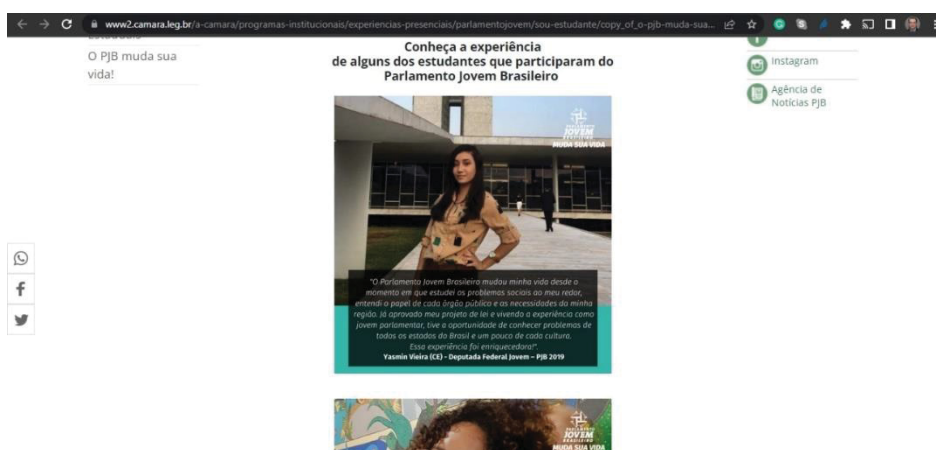 www2.camara.leg.br/a-camara/programas-institucionais/experiencias-presenciais/parlamentojovem/sou-estudante/copy_of_o-pjb-muda-sua...
O PJB muda sua
vida!
Conheça a experiência
de alguns dos estudantes que participaram do
Parlamento Jovem Brasileiro
Instagram
Agência de
Notícias PJB
PARLAMENTO
JOVEM
BRASILEIRO
MUDA SUA VIDA
"O Parlamento Jovem Brasileiro mudou minha vida desde o
momento em que estudei os problemas sociais ao meu redor,
entendi o papel de cada órgão público e as necessidades da minha
região. Já aprovado meu projeto de lei e vivendo a experiência como
jovem parlamentar, tive a oportunidade de conhecer problemas de
todos os estados do Brasil e um pouco de cada cultura.
Essa experiência foi enriquecedora!".
Yasmin Vieira (CE) - Deputada Federal Jovem – PJB 2019
PARLAMENTO
JOVEM
BRASILEIRO
MUDA SUA VIDA